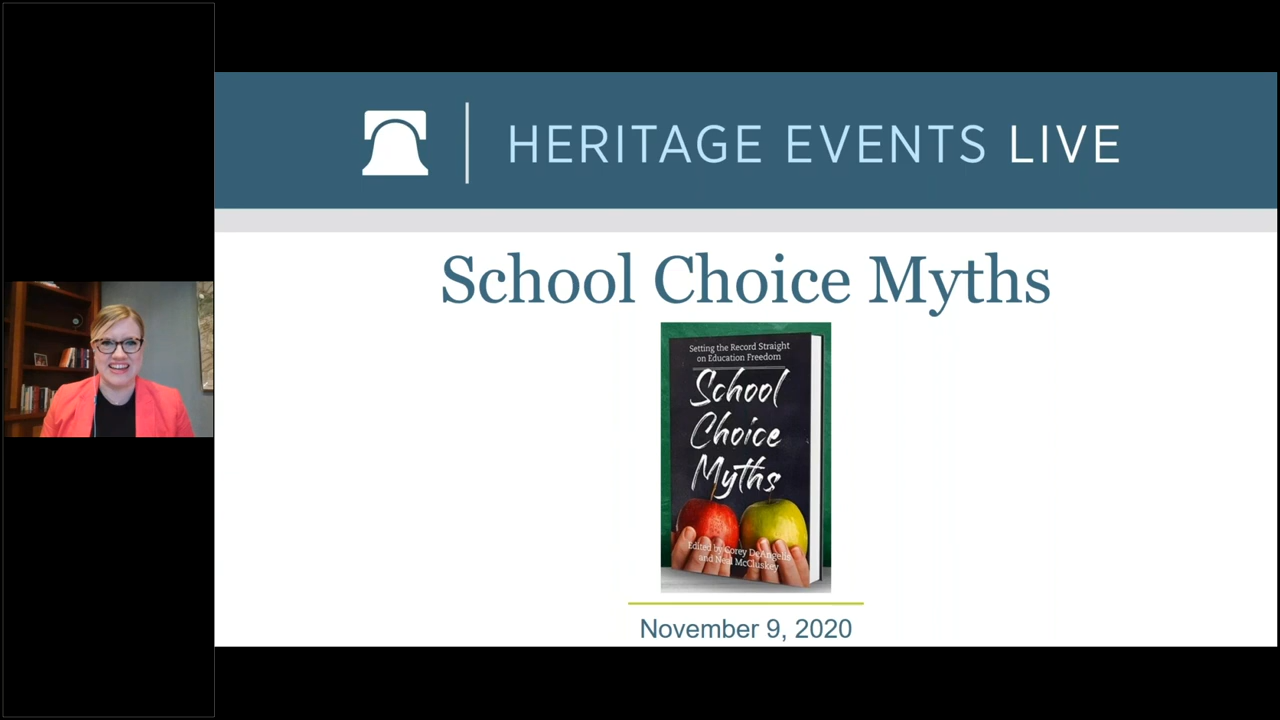 HERITAGE EVENTS LIVE
School Choice Myths
Setting the Record Straight
on Education Freedom
School
Choice
Myths
Edited by Corey DeAngelis
and Neal McCluskey
November 9, 2020